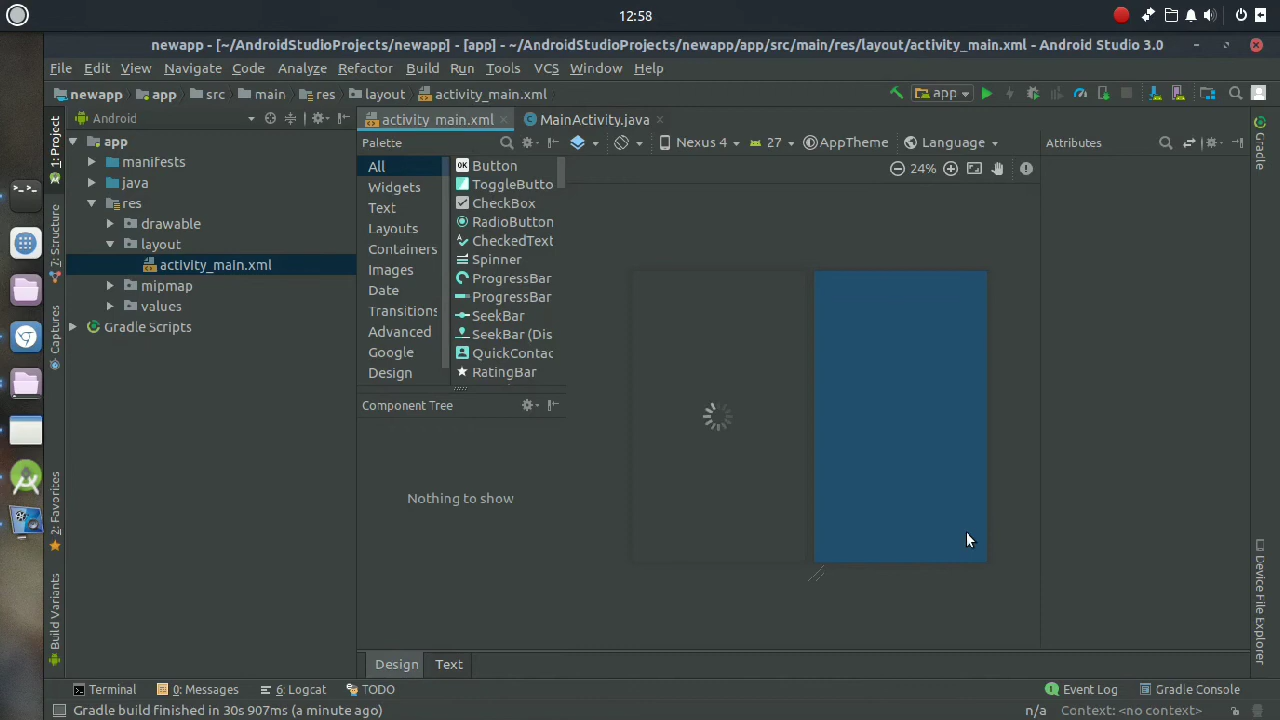 12:58
newapp - [~/AndroidStudioProjects/newapp] - [app] - ~/AndroidStudioProjects/newapp/app/src/main/res/layout/activity_main.xml - Android Studio 3.0
File Edit View Navigate Code Analyze Refactor Build Run Tools VCS Window Help
newapp app src main res layout activity_main.xml app
1: Project
Android
activity_main.xml MainActivity.java
Palette Nexus 4 27 AppTheme Language Attributes
24%
app
manifests
java
res
drawable
layout
activity_main.xml
mipmap
values
Gradle Scripts
All
Widgets
Text
Layouts
Containers
Images
Date
Transitions
Advanced
Google
Design
OK Button
ToggleButto
CheckBox
RadioButton
CheckedText
Spinner
ProgressBar
ProgressBar
SeekBar
SeekBar (Dis
QuickContac
RatingBar
Component Tree
Nothing to show
7: Structure
Captures
2: Favorites
Build Variants
Gradle
Device File Explorer
Design Text
Terminal 0: Messages 6: Logcat TODO Event Log Gradle Console
Gradle build finished in 30s 907ms (a minute ago) n/a Context: <no context>